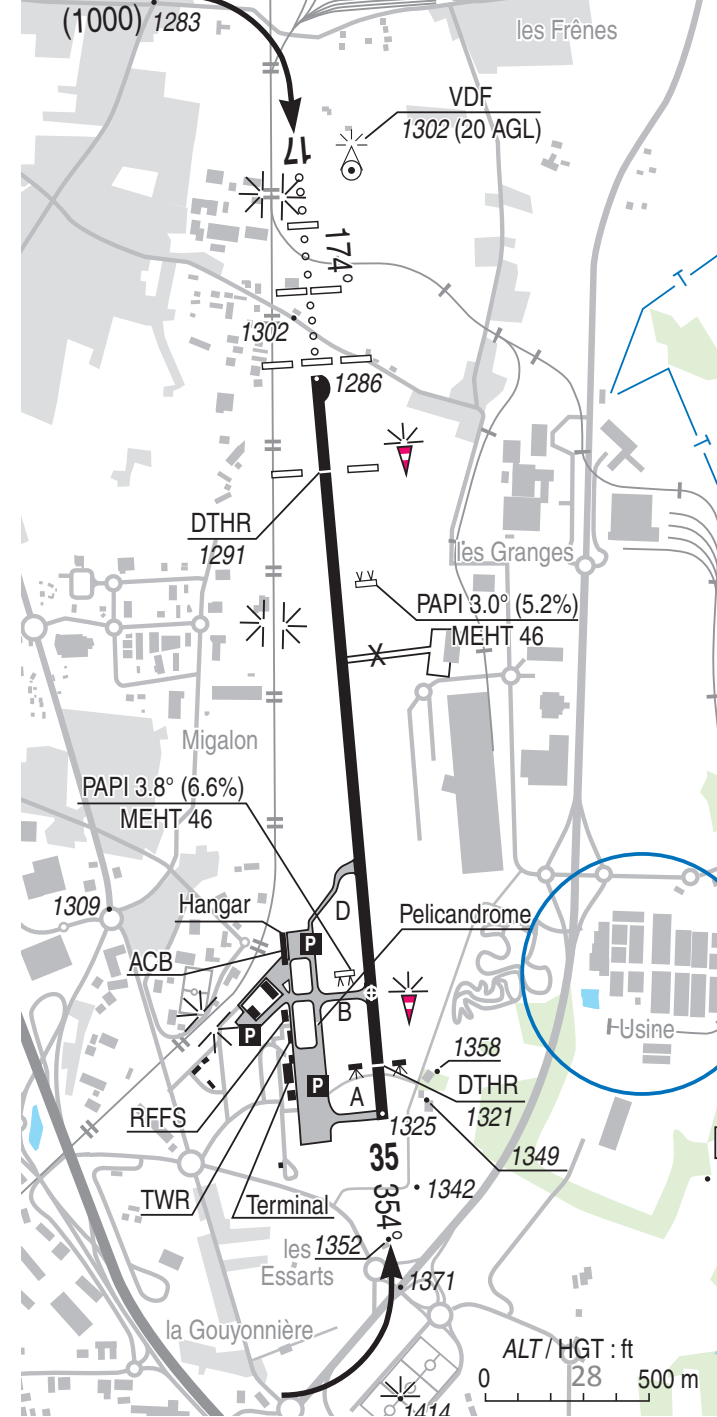 (1000) 1283
les Frênes
VDF
1302 (20 AGL)
17
174°
1302
1286
T
T
DTHR
1291
les Granges
PAPI 3.0° (5.2%)
MEHT 46
X
Migalon
PAPI 3.8° (6.6%)
MEHT 46
1309
Hangar
D
Pelicandrome
P
ACB
B
P
Usine
1358
DTHR
1321
P
A
RFFS
1325
1349
35
TWR
Terminal
354°
1342
les 1352
Essarts
1371
la Gouyonnière
ALT / HGT : ft
28
0
500 m
1414